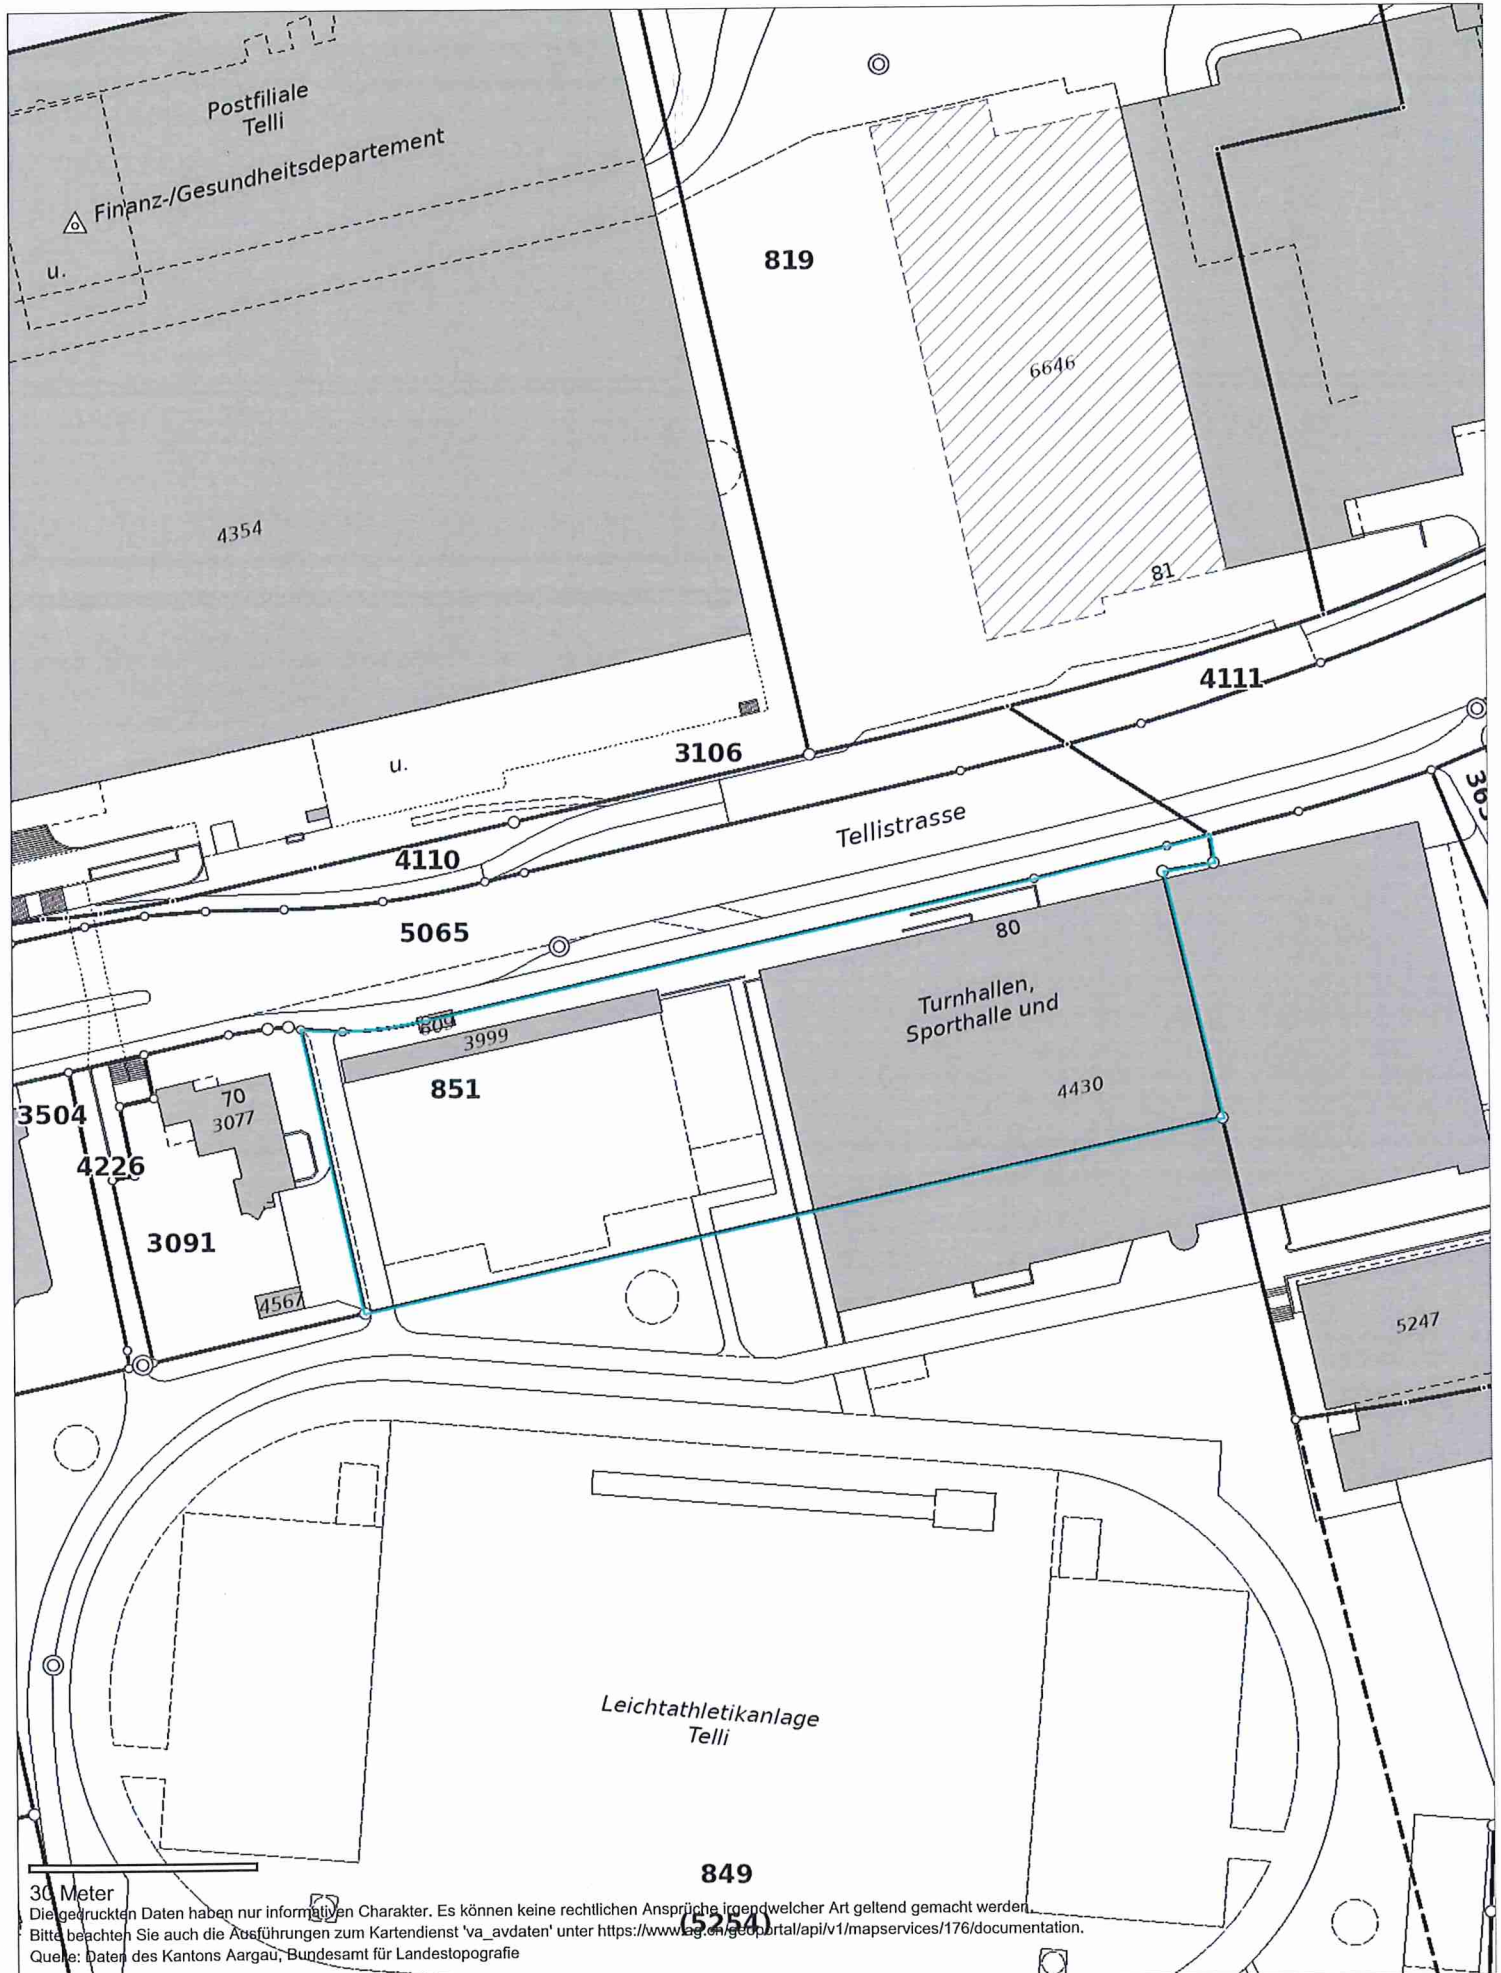 Postfiliale
Telli
Finanz-/Gesundheitsdepartement
u.
819
6646
4354
81
4111
3106
u.
Tellistrasse
4110
5065
80
Turnhallen,
Sporthalle und
609
3999
851
4430
70
3077
3504
4226
3091
4567
5247
Leichtathletikanlage
Telli
849
(5254)
30 Meter
Die gedruckten Daten haben nur informativen Charakter. Es können keine rechtlichen Ansprüche irgendwelcher Art geltend gemacht werden.
Bitte beachten Sie auch die Ausführungen zum Kartendienst 'va_avdaten' unter https://www.ag.ch/geoportal/api/v1/mapservices/176/documentation.
Quelle: Daten des Kantons Aargau, Bundesamt für Landestopografie